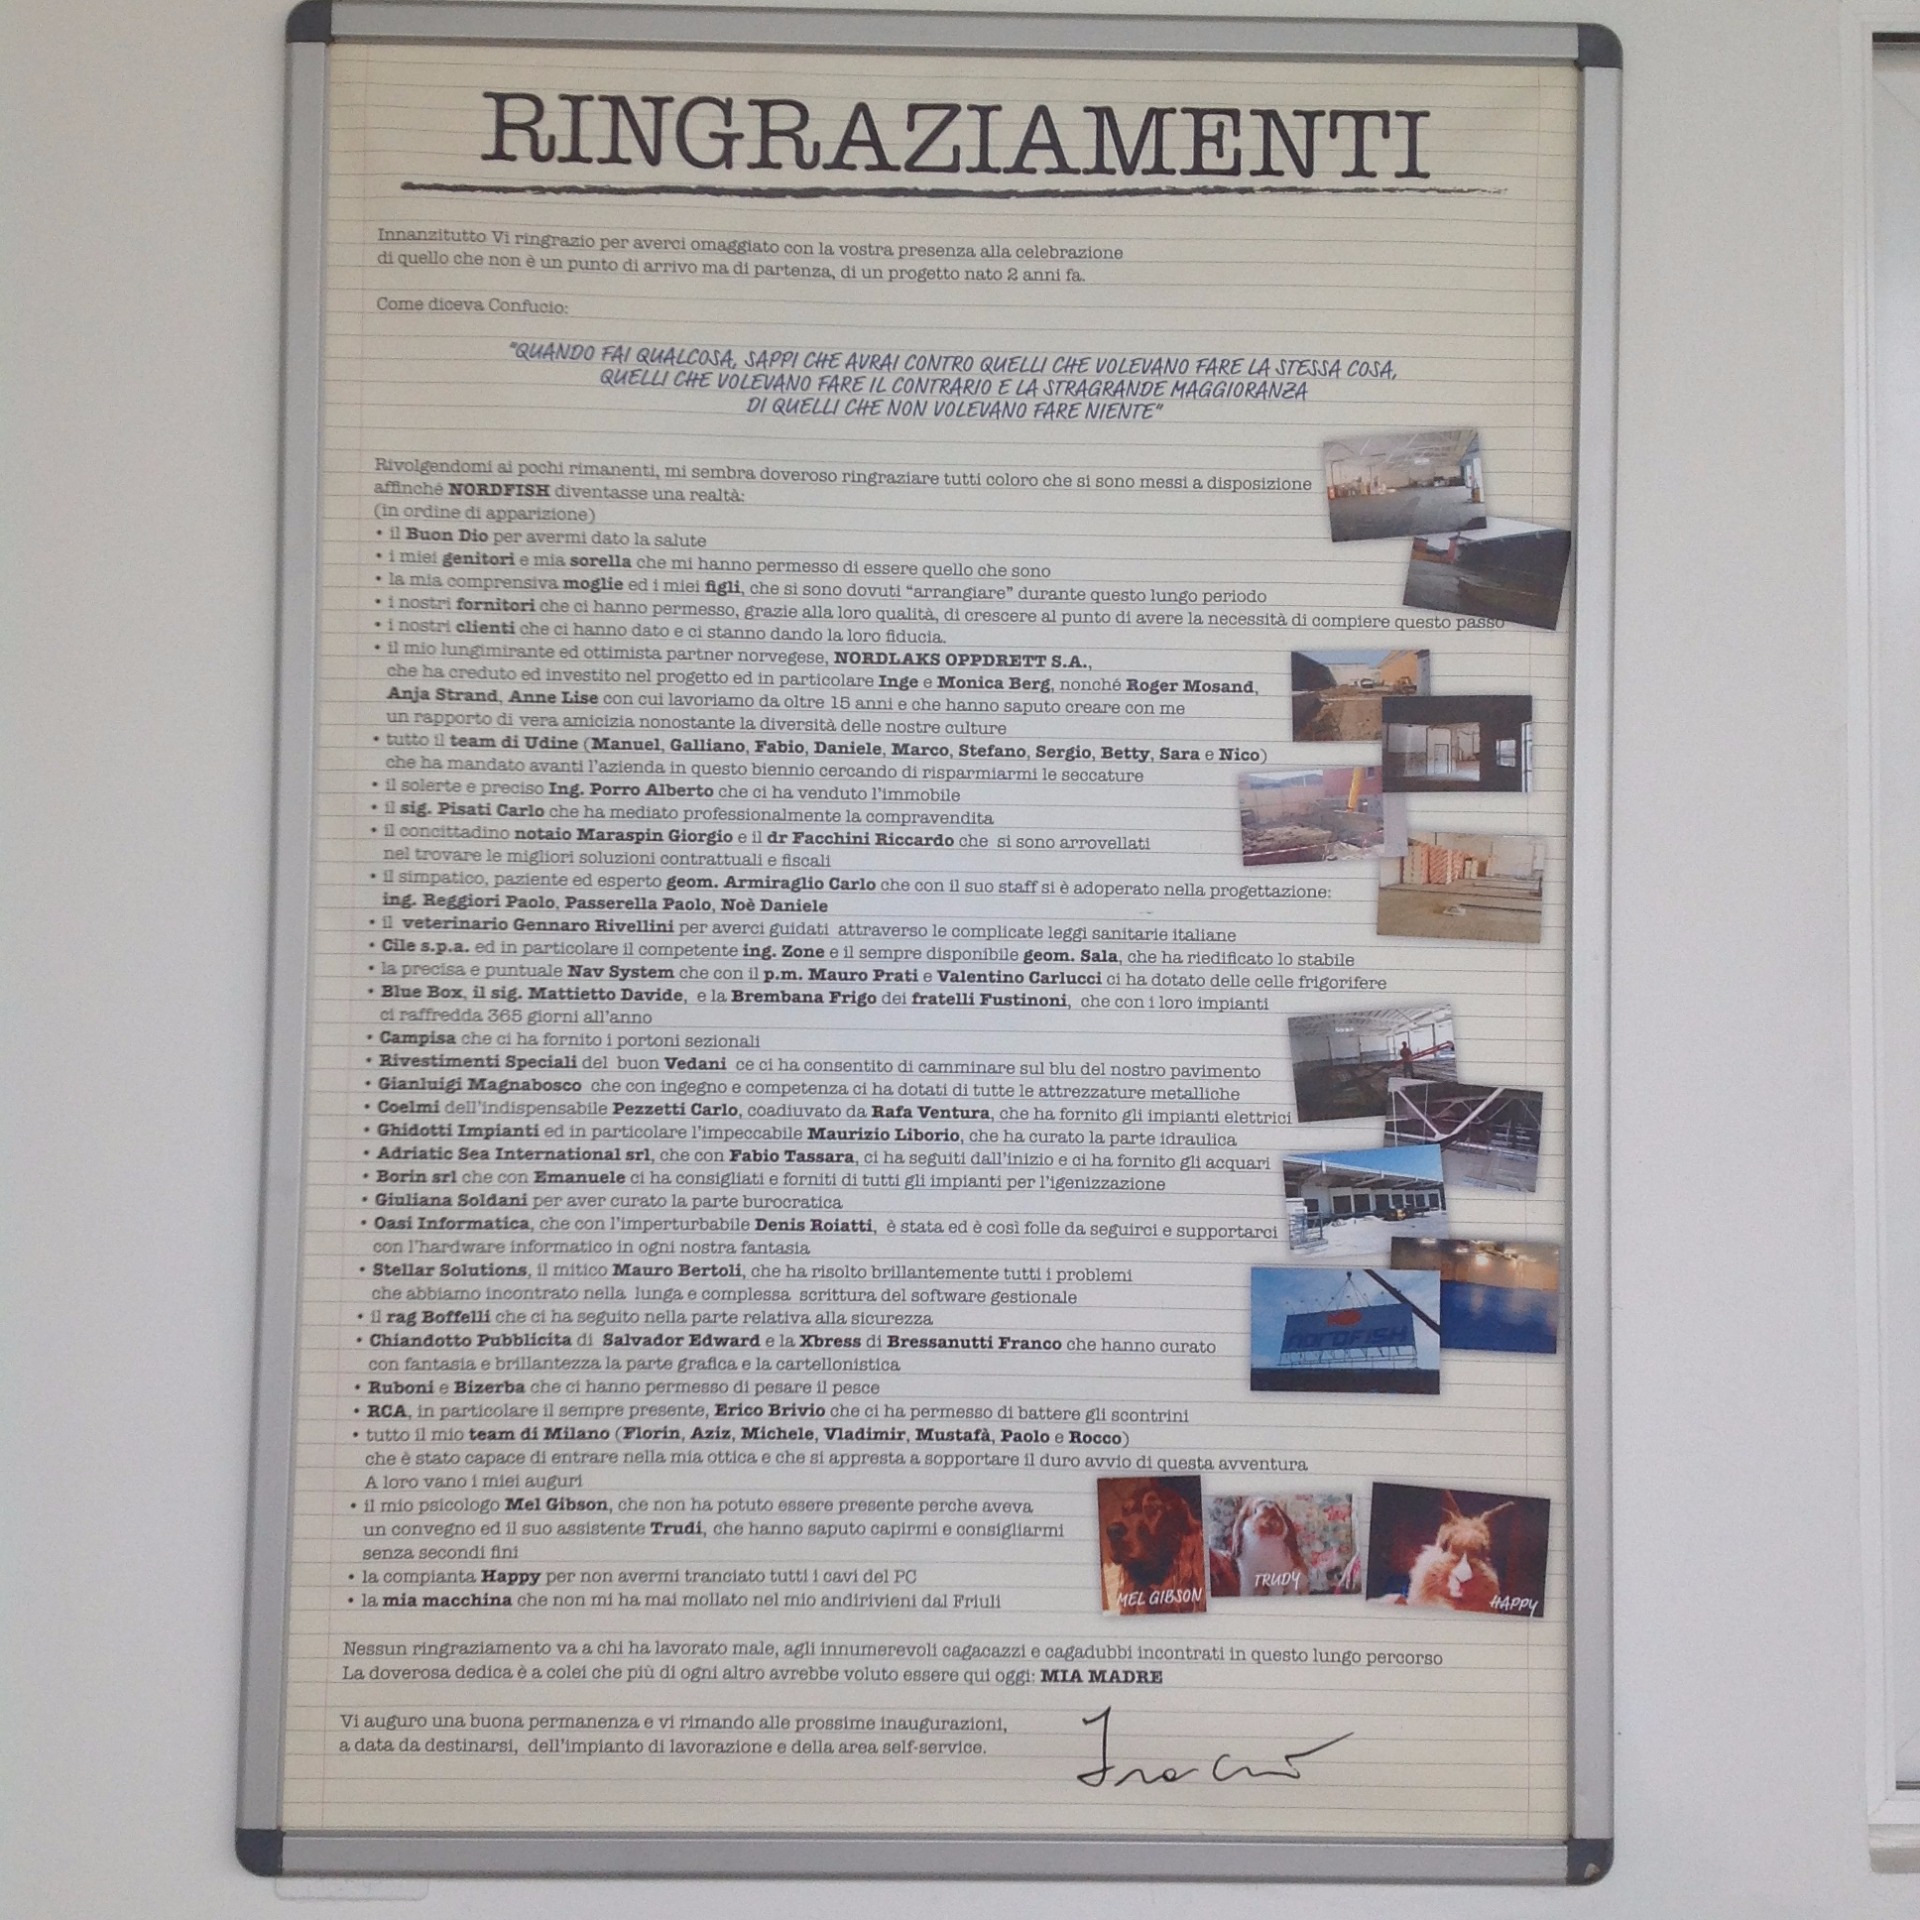 RINGRAZIAMENTI
Innanzitutto Vi ringrazio per averci omaggiato con la vostra presenza alla celebrazione
di quello che non è un punto di arrivo ma di partenza, di un progetto nato 2 anni fa.
Come diceva Confucio:
"QUANDO FAI QUALCOSA, SAPPI CHE AVRAI CONTRO QUELLI CHE VOLEVANO FARE LA STESSA COSA,
QUELLI CHE VOLEVANO FARE IL CONTRARIO E LA STRAGRANDE MAGGIORANZA
DI QUELLI CHE NON VOLEVANO FARE NIENTE"
Rivolgendomi ai pochi rimanenti, mi sembra doveroso ringraziare tutti coloro che si sono messi a disposizione
affinché NORDFISH diventasse una realtà:
(in ordine di apparizione)
• il Buon Dio per avermi dato la salute
• i miei genitori e mia sorella che mi hanno permesso di essere quello che sono
• la mia comprensiva moglie ed i miei figli, che si sono dovuti "arrangiare" durante questo lungo periodo
• i nostri fornitori che ci hanno permesso, grazie alla loro qualità, di crescere al punto di avere la necessità di compiere questo passo
• i nostri clienti che ci hanno dato e ci stanno dando la loro fiducia.
• il mio lungimirante ed ottimista partner norvegese, NORDLAKS OPPDRETT S.A.,
che ha creduto ed investito nel progetto ed in particolare Inge e Monica Berg, nonché Roger Mosand,
Anja Strand, Anne Lise con cui lavoriamo da oltre 15 anni e che hanno saputo creare con me
un rapporto di vera amicizia nonostante la diversità delle nostre culture
• tutto il team di Udine (Manuel, Galliano, Fabio, Daniele, Marco, Stefano, Sergio, Betty, Sara e Nico)
che ha mandato avanti l'azienda in questo biennio cercando di risparmiarmi le seccature
• il solerte e preciso Ing. Porro Alberto che ci ha venduto l'immobile
• il sig. Pisati Carlo che ha mediato professionalmente la compravendita
• il concittadino notaio Maraspin Giorgio e il dr Facchini Riccardo che si sono arrovellati
nel trovare le migliori soluzioni contrattuali e fiscali
• il simpatico, paziente ed esperto geom. Armiraglio Carlo che con il suo staff si è adoperato nella progettazione:
ing. Reggiori Paolo, Passerella Paolo, Noè Daniele
• il veterinario Gennaro Rivellini per averci guidati attraverso le complicate leggi sanitarie italiane
• Cile s.p.a. ed in particolare il competente ing. Zone e il sempre disponibile geom. Sala, che ha riedificato lo stabile
• la precisa e puntuale Nav System che con il p.m. Mauro Prati e Valentino Carlucci ci ha dotato delle celle frigorifere
• Blue Box, il sig. Mattietto Davide, e la Brembana Frigo dei fratelli Fustinoni, che con i loro impianti
ci raffredda 365 giorni all'anno
• Campisa che ci ha fornito i portoni sezionali
• Rivestimenti Speciali del buon Vedani ce ci ha consentito di camminare sul blu del nostro pavimento
• Gianluigi Magnabosco che con ingegno e competenza ci ha dotati di tutte le attrezzature metalliche
• Coelmi dell'indispensabile Pezzetti Carlo, coadiuvato da Rafa Ventura, che ha fornito gli impianti elettrici
• Ghidotti Impianti ed in particolare l'impeccabile Maurizio Liborio, che ha curato la parte idraulica
• Adriatic Sea International srl, che con Fabio Tassara, ci ha seguiti dall'inizio e ci ha fornito gli acquari
• Borin srl che con Emanuele ci ha consigliati e forniti di tutti gli impianti per l'igenizzazione
• Giuliana Soldani per aver curato la parte burocratica
• Oasi Informatica, che con l'imperturbabile Denis Roiatti, è stata ed è così folle da seguirci e supportarci
con l'hardware informatico in ogni nostra fantasia
• Stellar Solutions, il mitico Mauro Bertoli, che ha risolto brillantemente tutti i problemi
che abbiamo incontrato nella lunga e complessa scrittura del software gestionale
NORDFISH
• il rag Boffelli che ci ha seguito nella parte relativa alla sicurezza
• Chiandotto Pubblicita di Salvador Edward e la Xbress di Bressanutti Franco che hanno curato
con fantasia e brillantezza la parte grafica e la cartellonistica
• Ruboni e Bizerba che ci hanno permesso di pesare il pesce
• RCA, in particolare il sempre presente, Erico Brivio che ci ha permesso di battere gli scontrini
• tutto il mio team di Milano (Florin, Aziz, Michele, Vladimir, Mustafà, Paolo e Rocco)
che è stato capace di entrare nella mia ottica e che si appresta a sopportare il duro avvio di questa avventura
A loro vano i miei auguri
• il mio psicologo Mel Gibson, che non ha potuto essere presente perche aveva
un convegno ed il suo assistente Trudi, che hanno saputo capirmi e consigliarmi
senza secondi fini
• la compianta Happy per non avermi tranciato tutti i cavi del PC
• la mia macchina che non mi ha mai mollato nel mio andirivieni dal Friuli
MEL GIBSON
TRUDY
HAPPY
Nessun ringraziamento va a chi ha lavorato male, agli innumerevoli cagacazzi e cagadubbi incontrati in questo lungo percorso
La doverosa dedica è a colei che più di ogni altro avrebbe voluto essere qui oggi: MIA MADRE
Vi auguro una buona permanenza e vi rimando alle prossime inaugurazioni,
a data da destinarsi, dell'impianto di lavorazione e della area self-service.